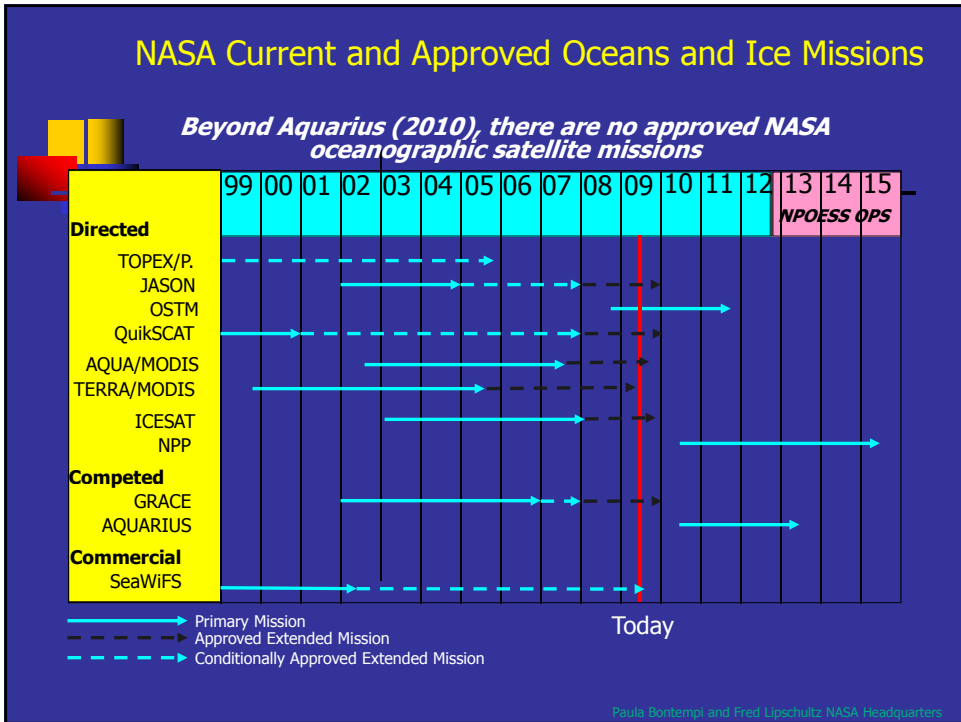 NASA Current and Approved Oceans and Ice Missions
Beyond Aquarius (2010), there are no approved NASA
oceanographic satellite missions
99 00 01 02 03 04 05 06 07 08 09 10 11 12 13 14 15
NPOESS OPS
Directed
TOPEX/P.
JASON
OSTM
QuikSCAT
AQUA/MODIS
TERRA/MODIS
ICESAT
NPP
Competed
GRACE
AQUARIUS
Commercial
SeaWiFS
Primary Mission
Approved Extended Mission
Conditionally Approved Extended Mission
Today
Paula Bontempi and Fred Lipschultz NASA Headquarters